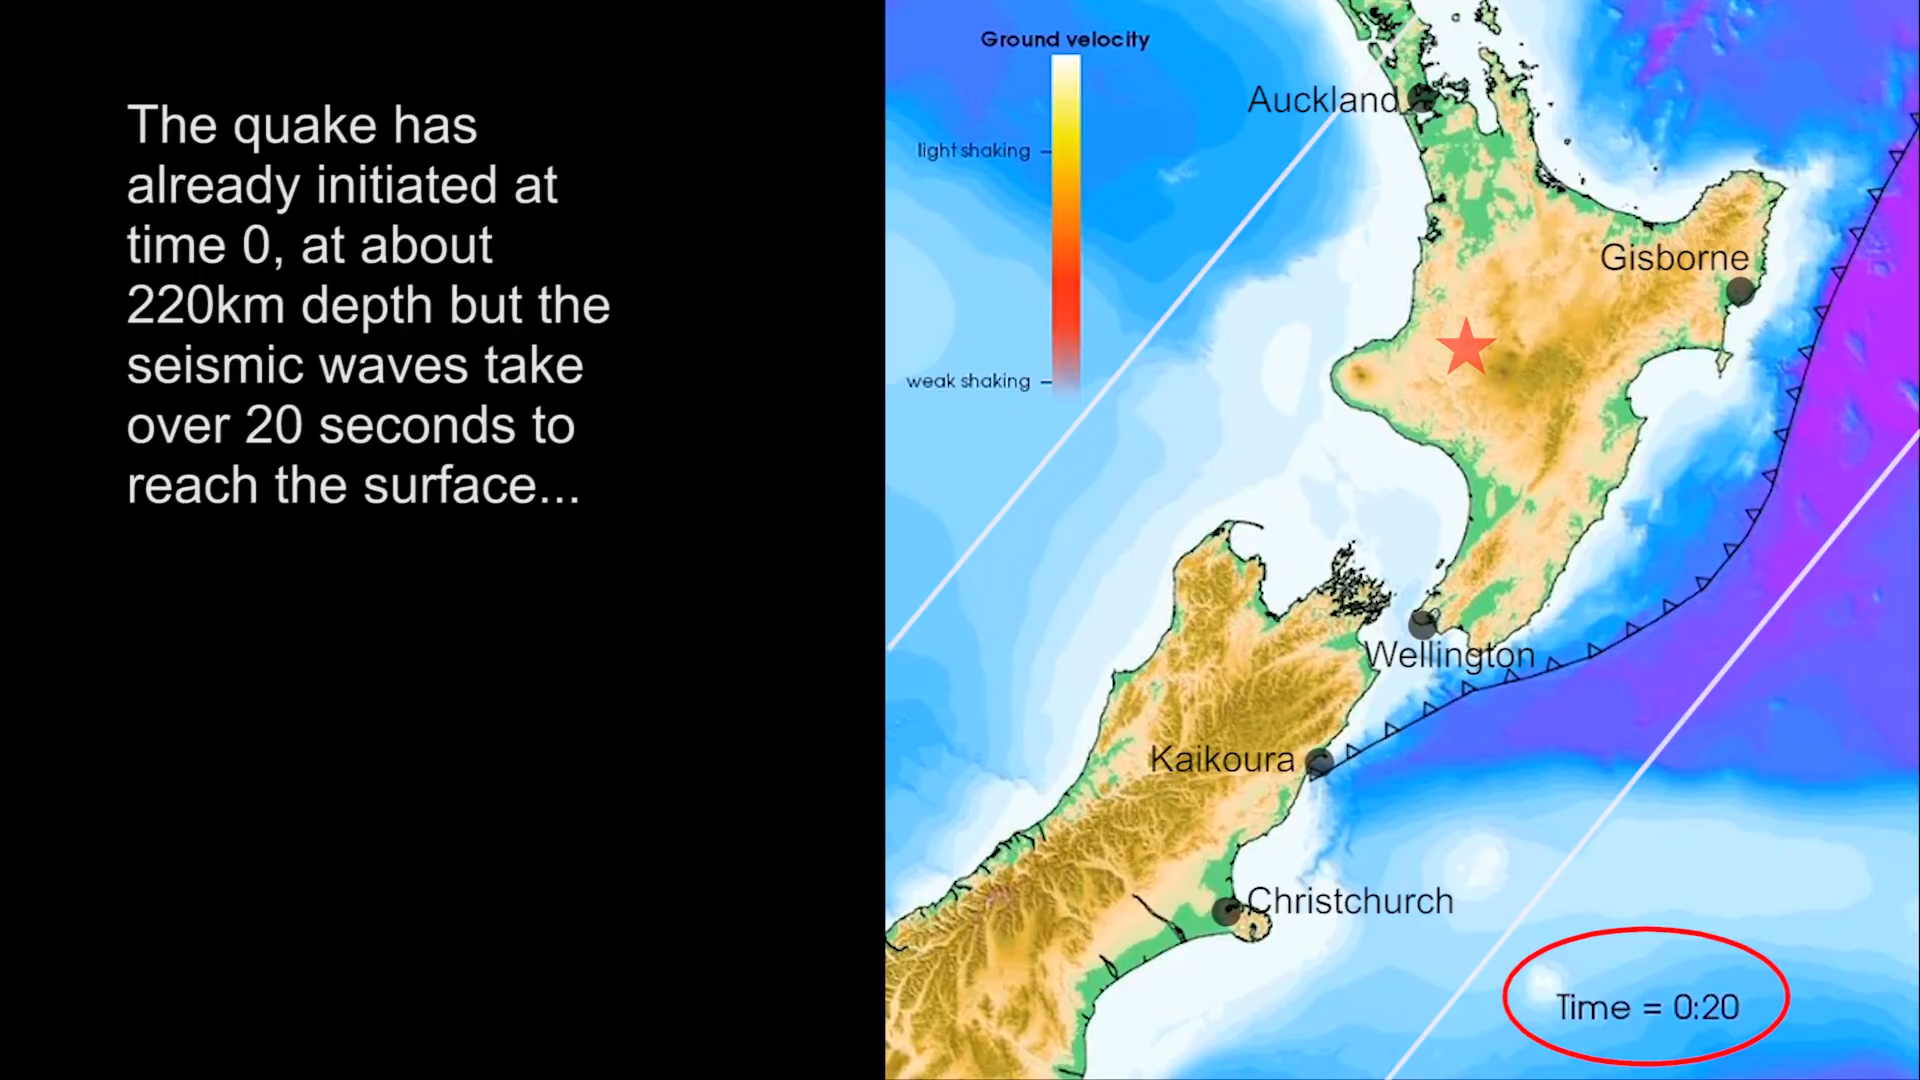 The quake has
already initiated at
time 0, at about
220km depth but the
seismic waves take
over 20 seconds to
reach the surface...
Ground velocity
light shaking
weak shaking
Auckland
Gisborne
Wellington
Kaikoura
Christchurch
Time = 0:20